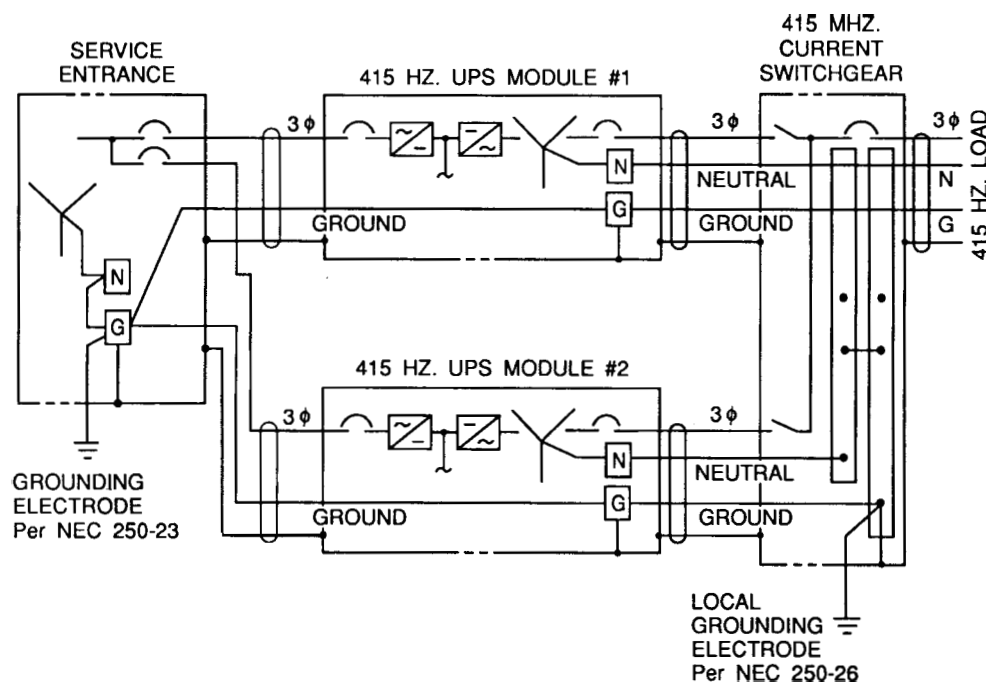 SERVICE
ENTRANCE
415 HZ. UPS MODULE #1
415 MHZ.
CURRENT
SWITCHGEAR
3ϕ
3ϕ
3ϕ
N
NEUTRAL
N
G
GROUND
GROUND
G
415 HZ. LOAD
N
G
415 HZ. UPS MODULE #2
3ϕ
3ϕ
N
NEUTRAL
G
GROUND
GROUND
GROUNDING
ELECTRODE
Per NEC 250-23
LOCAL
GROUNDING
ELECTRODE
Per NEC 250-26